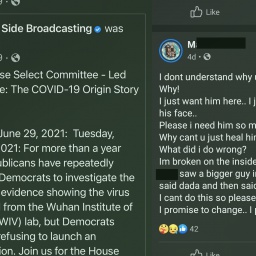 Side Broadcasting was
se Select Committee - Led
e: The COVID-19 Origin Story
June 29, 2021: Tuesday,
021: For more than a year
ublicans have repeatedly
Democrats to investigate the
evidence showing the virus
from the Wuhan Institute of
WIV) lab, but Democrats
efusing to launch an
ion. Join us for the House
Like
M
4d
I dont understand why u
Why!
I just want him here.. I j
his face..
Please i need him so m
Why cant u just heal hin
What did i do wrong?
Im broken on the inside
saw a bigger guy i
said dada and then said
I cant do this so please
I promise to change.. I p
42
Like